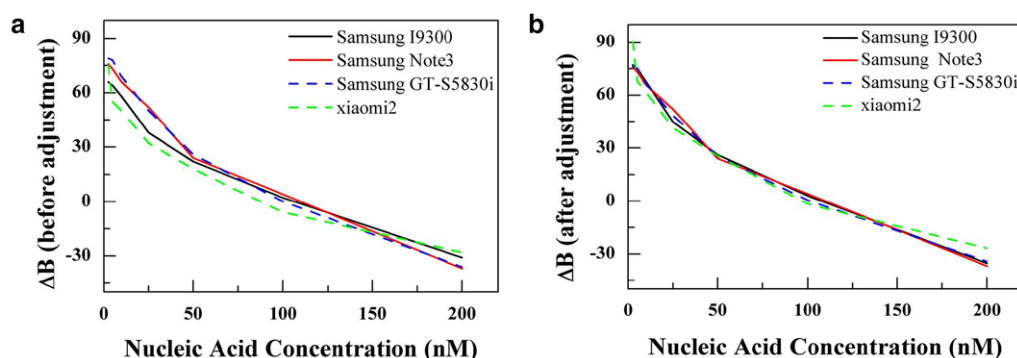 a
90
60
30
0
-30
ΔB (before adjustment)
Samsung I9300
Samsung Note3
Samsung GT-S5830i
xiaomi2
0 50 100 150 200
Nucleic Acid Concentration (nM)
b
90
60
30
0
-30
ΔB (after adjustment)
Samsung I9300
Samsung Note3
Samsung GT-S5830i
xiaomi2
0 50 100 150 200
Nucleic Acid Concentration (nM)